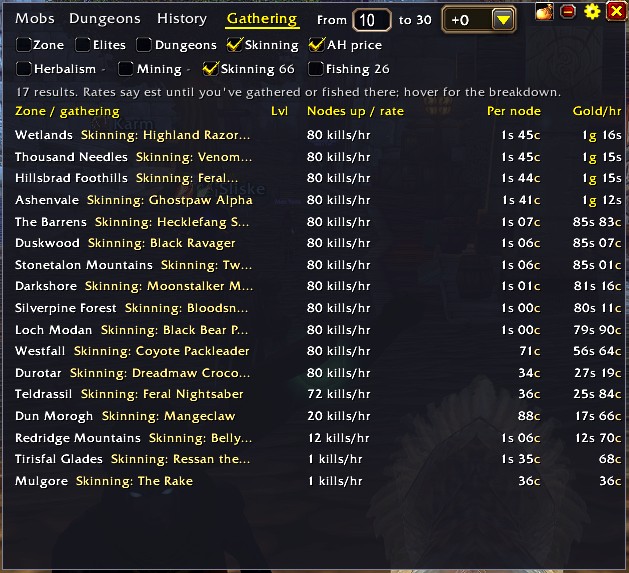 Mobs Dungeons History Gathering From 10 to 30 +0
Zone Elites Dungeons Skinning AH price
Herbalism - Mining - Skinning 66 Fishing 26
17 results. Rates say est until you've gathered or fished there; hover for the breakdown.
Zone / gathering Lvl Nodes up / rate Per node Gold/hr
Wetlands Skinning: Highland Razor... 80 kills/hr 1s 45c 1g 16s
Thousand Needles Skinning: Venom... 80 kills/hr 1s 45c 1g 15s
Hillsbrad Foothills Skinning: Feral... 80 kills/hr 1s 44c 1g 15s
Ashenvale Skinning: Ghostpaw Alpha 80 kills/hr 1s 41c 1g 12s
The Barrens Skinning: Hecklefang S... 80 kills/hr 1s 07c 85s 83c
Duskwood Skinning: Black Ravager 80 kills/hr 1s 06c 85s 07c
Stonetalon Mountains Skinning: Tw... 80 kills/hr 1s 06c 85s 01c
Darkshore Skinning: Moonstalker M... 80 kills/hr 1s 01c 81s 16c
Silverpine Forest Skinning: Bloodsn... 80 kills/hr 1s 00c 80s 11c
Loch Modan Skinning: Black Bear P... 80 kills/hr 1s 00c 79s 90c
Westfall Skinning: Coyote Packleader 80 kills/hr 71c 56s 64c
Durotar Skinning: Dreadmaw Croco... 80 kills/hr 34c 27s 19c
Teldrassil Skinning: Feral Nightsaber 72 kills/hr 36c 25s 84c
Dun Morogh Skinning: Mangeclaw 20 kills/hr 88c 17s 66c
Redridge Mountains Skinning: Belly... 12 kills/hr 1s 06c 12s 70c
Tirisfal Glades Skinning: Ressan the... 1 kills/hr 1s 35c 68c
Mulgore Skinning: The Rake 1 kills/hr 36c 36c